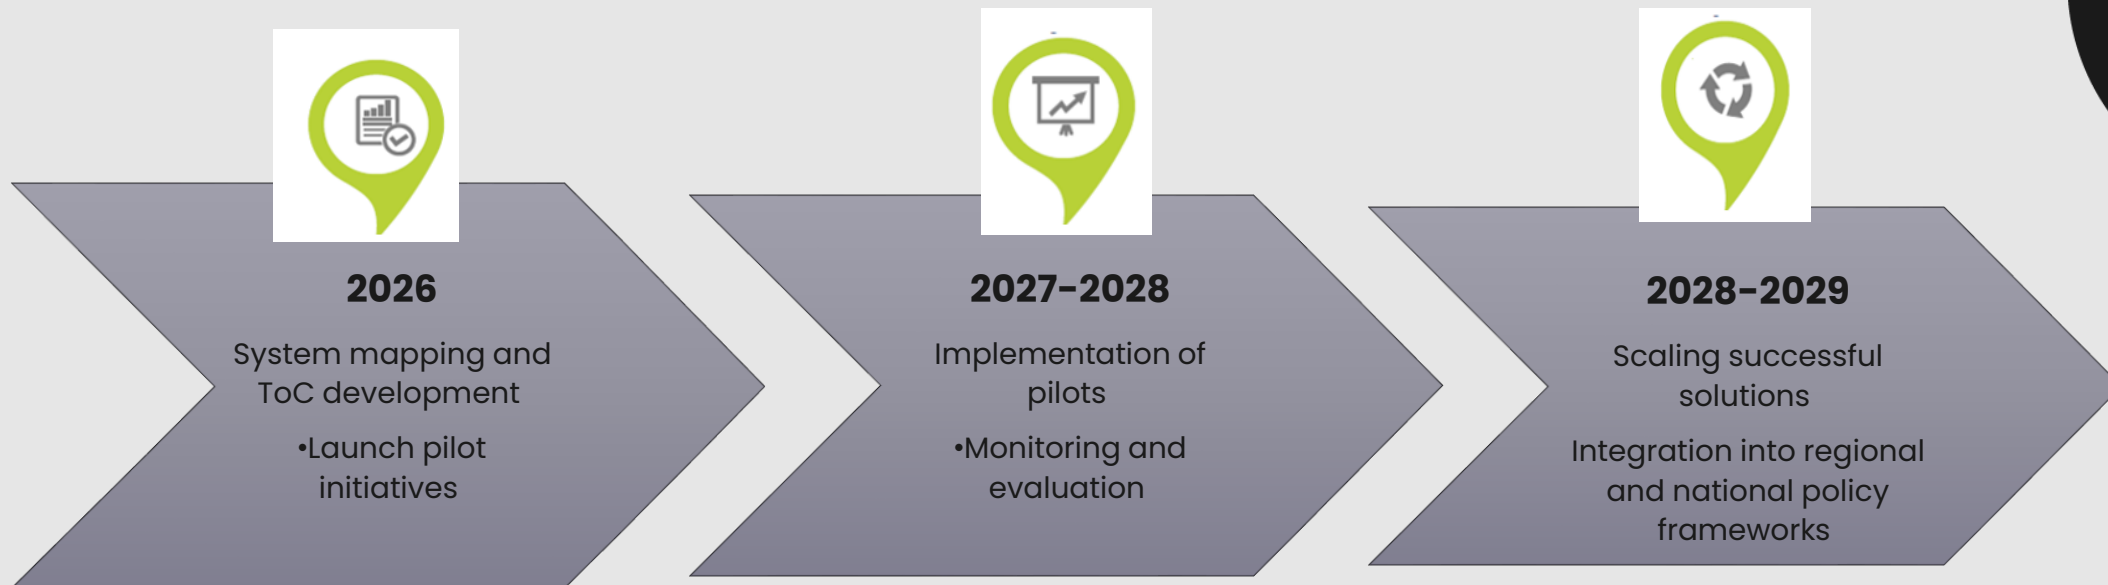 2026
System mapping and
ToC development
•Launch pilot
initiatives
2027-2028
Implementation of
pilots
•Monitoring and
evaluation
2028-2029
Scaling successful
solutions
Integration into regional
and national policy
frameworks